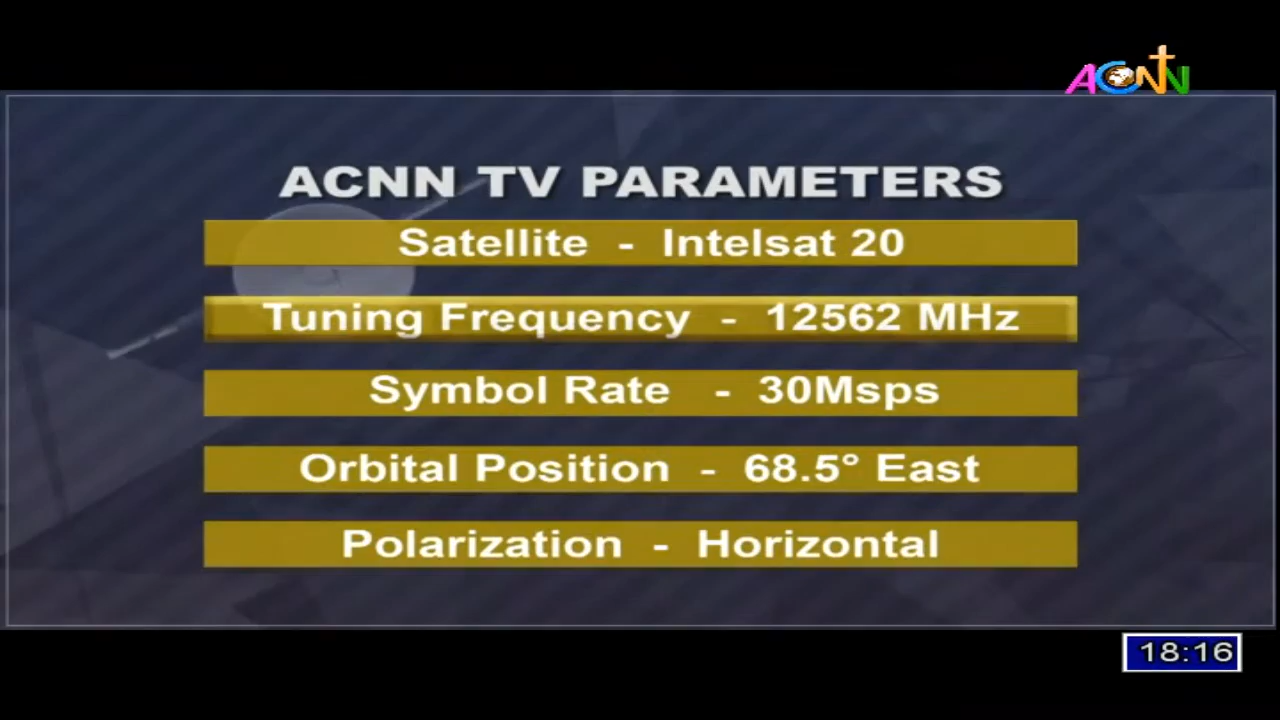 ACNN
ACNN TV PARAMETERS
Satellite - Intelsat 20
Tuning Frequency - 12562 MHz
Symbol Rate - 30Msps
Orbital Position - 68.5° East
Polarization - Horizontal
18:16